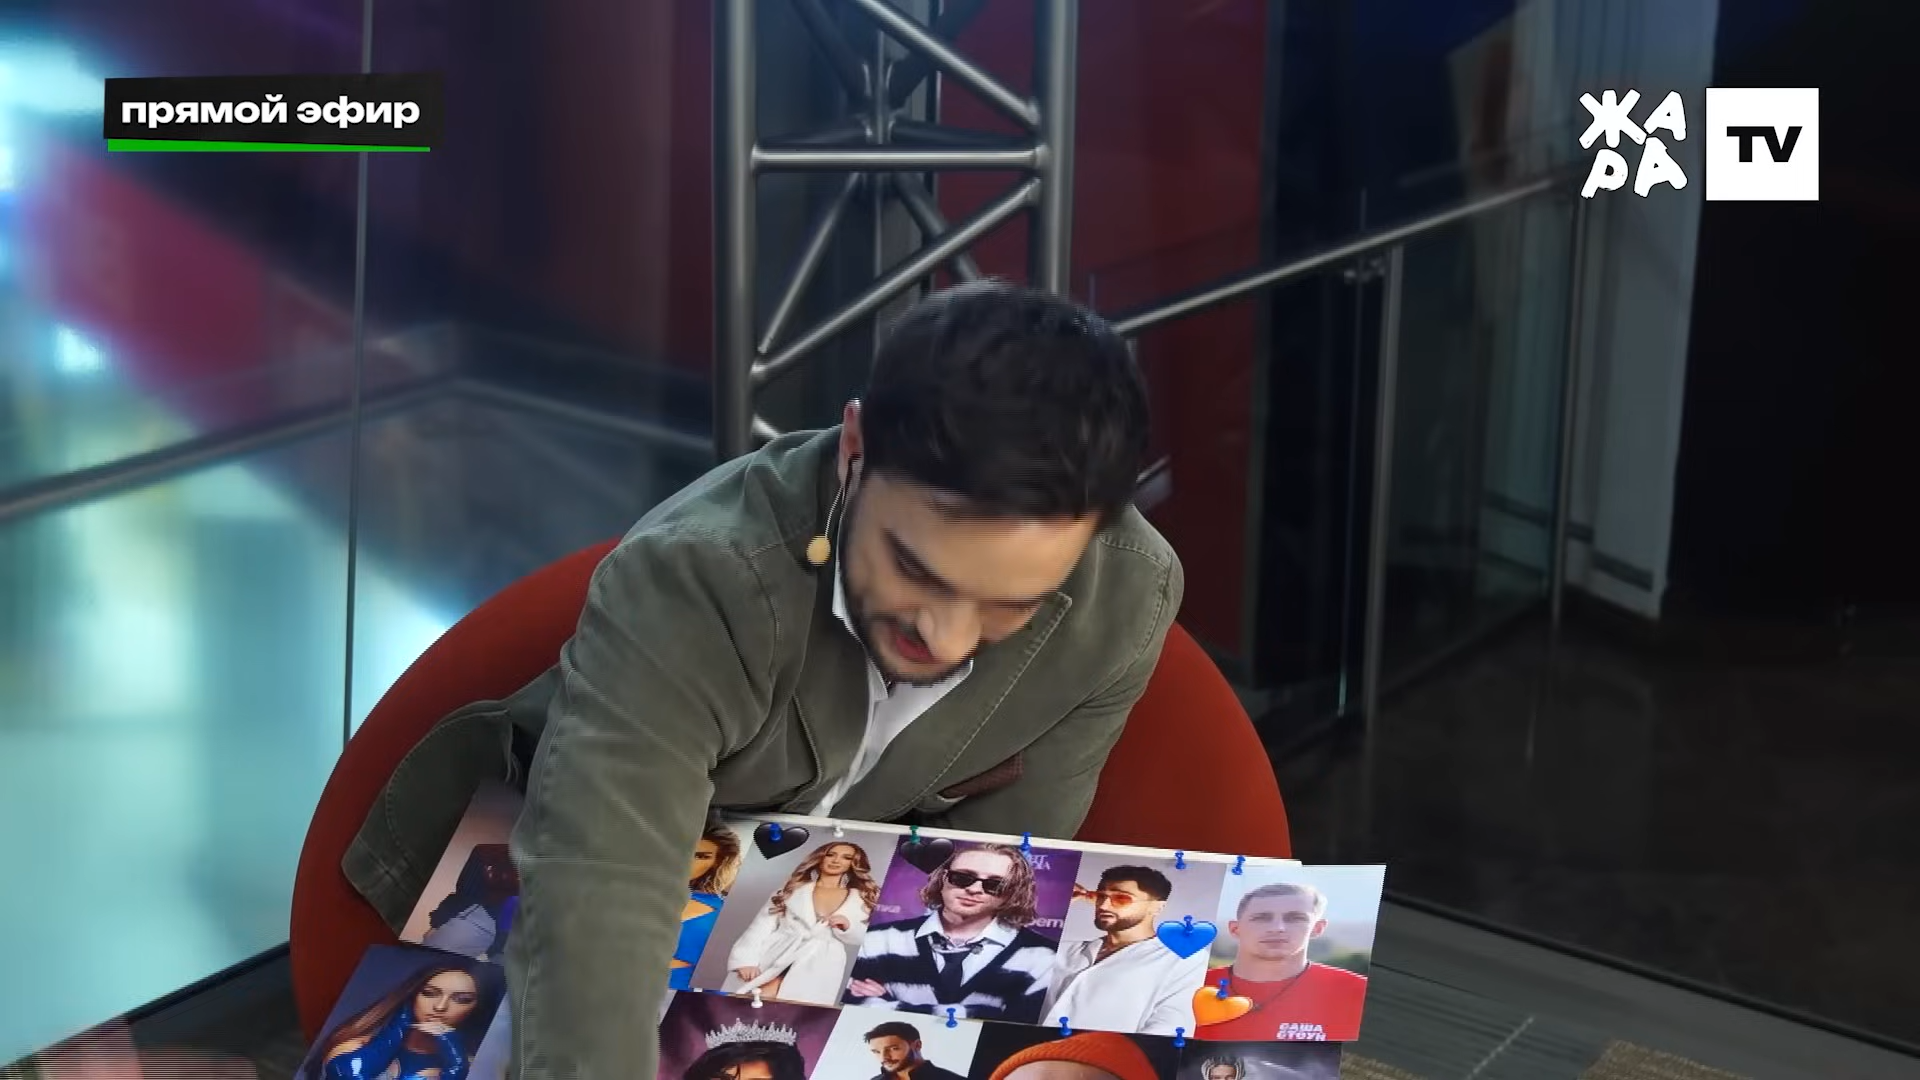 прямой эфир
ЖА
РА
TV
САША
СТОУН